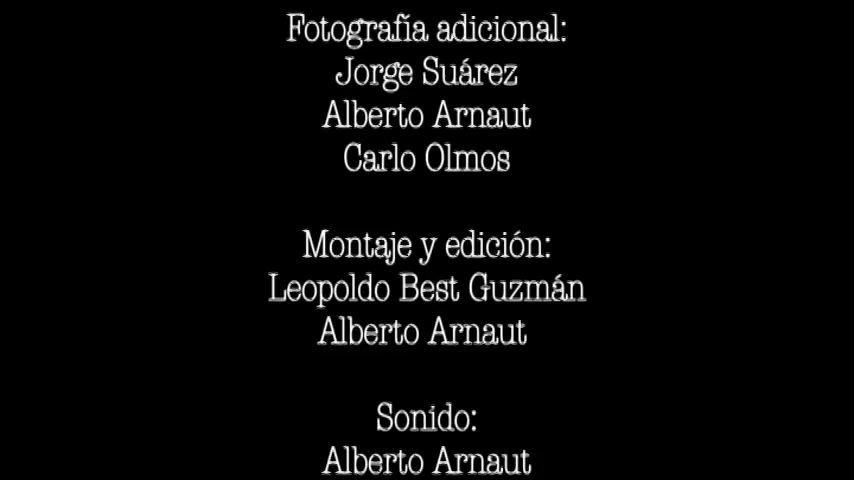 Fotografía adicional:
Jorge Suárez
Alberto Arnaut
Carlo Olmos
Montaje y edición:
Leopoldo Best Guzmán
Alberto Arnaut
Sonido:
Alberto Arnaut